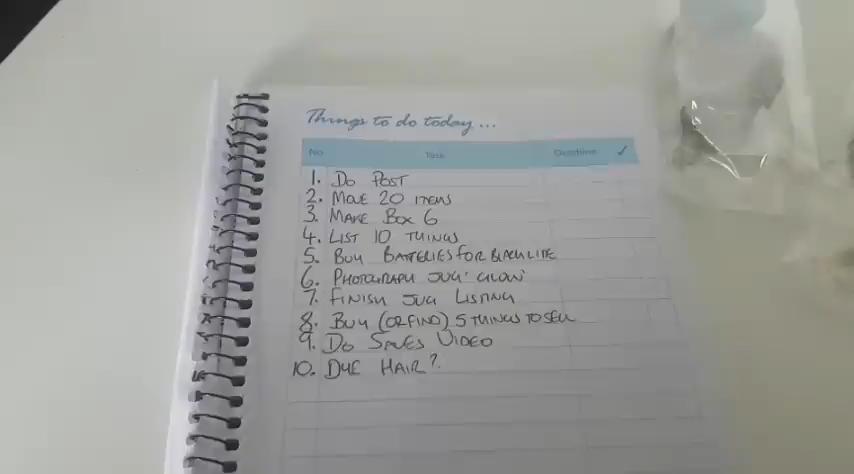 Things to do today...
No Task Deadline ✓
1. DO POST
2. MOVE 20 ITEMS
3. MAKE BOX 6
4. LIST 10 THINGS
5. BUY BATTERIES FOR BLACKLITE
6. PHOTOGRAPH JUG 'GLOW'
7. FINISH JUG LISTING
8. BUY (OR FIND) 5 THINGS TO SELL
9. DO SALES VIDEO
10. DYE HAIR?